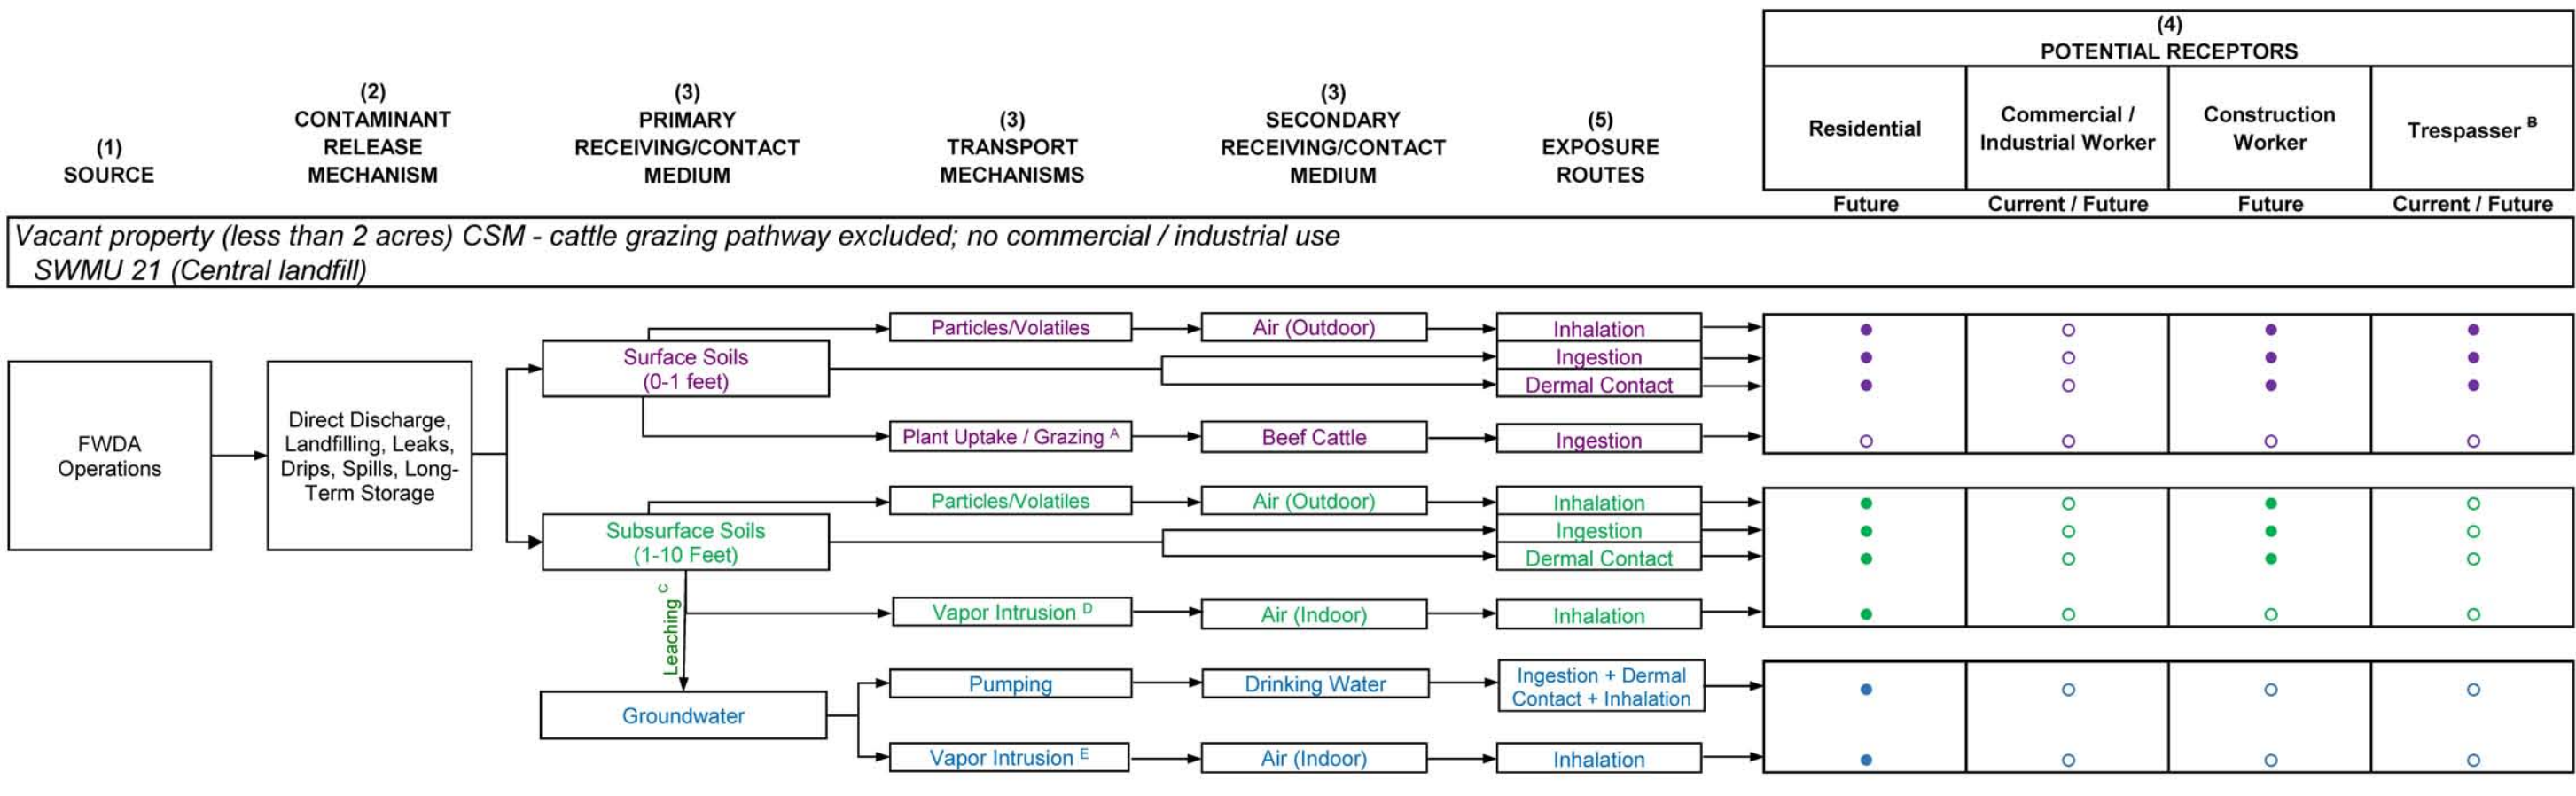 (4)
POTENTIAL RECEPTORS
(1)
SOURCE
(2)
CONTAMINANT
RELEASE
MECHANISM
(3)
PRIMARY
RECEIVING/CONTACT
MEDIUM
(3)
TRANSPORT
MECHANISMS
(3)
SECONDARY
RECEIVING/CONTACT
MEDIUM
(5)
EXPOSURE
ROUTES
Residential
Commercial /
Industrial Worker
Construction
Worker
Trespasser B
Future
Current / Future
Future
Current / Future
Vacant property (less than 2 acres) CSM - cattle grazing pathway excluded; no commercial / industrial use
SWMU 21 (Central landfill)
FWDA
Operations
Direct Discharge,
Landfilling, Leaks,
Drips, Spills, Long-
Term Storage
Surface Soils
(0-1 feet)
Particles/Volatiles
Air (Outdoor)
Inhalation
Ingestion
Dermal Contact
Plant Uptake / Grazing A
Beef Cattle
Ingestion
Subsurface Soils
(1-10 Feet)
Particles/Volatiles
Air (Outdoor)
Inhalation
Ingestion
Dermal Contact
Leaching C
Vapor Intrusion D
Air (Indoor)
Inhalation
Groundwater
Pumping
Drinking Water
Ingestion + Dermal
Contact + Inhalation
Vapor Intrusion E
Air (Indoor)
Inhalation